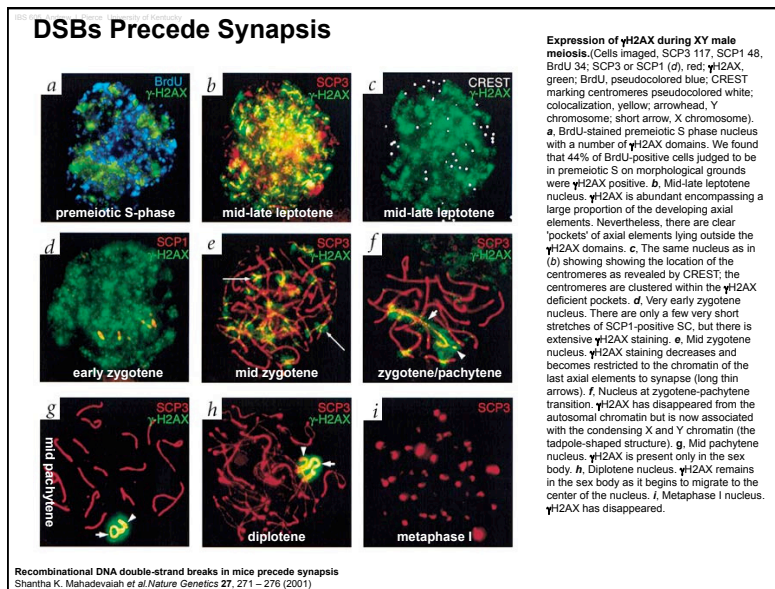 IBS 601 Andrew J. Pierce University of Kentucky
DSBs Precede Synapsis
a
BrdU
γ-H2AX
premeiotic S-phase
b
SCP3
γ-H2AX
mid-late leptotene
c
CREST
γ-H2AX
mid-late leptotene
d
SCP1
γ-H2AX
early zygotene
e
SCP3
γ-H2AX
mid zygotene
f
SCP3
γ-H2AX
zygotene/pachytene
g
SCP3
γ-H2AX
mid pachytene
h
SCP3
γ-H2AX
diplotene
i
SCP3
metaphase I
Expression of γH2AX during XY male
meiosis.(Cells imaged, SCP3 117, SCP1 48,
BrdU 34; SCP3 or SCP1 (d), red; γH2AX,
green; BrdU, pseudocolored blue; CREST
marking centromeres pseudocolored white;
colocalization, yellow; arrowhead, Y
chromosome; short arrow, X chromosome).
a, BrdU-stained premeiotic S phase nucleus
with a number of γH2AX domains. We found
that 44% of BrdU-positive cells judged to be
in premeiotic S on morphological grounds
were γH2AX positive. b, Mid-late leptotene
nucleus. γH2AX is abundant encompassing a
large proportion of the developing axial
elements. Nevertheless, there are clear
'pockets' of axial elements lying outside the
γH2AX domains. c, The same nucleus as in
(b) showing showing the location of the
centromeres as revealed by CREST; the
centromeres are clustered within the γH2AX
deficient pockets. d, Very early zygotene
nucleus. There are only a few very short
stretches of SCP1-positive SC, but there is
extensive γH2AX staining. e, Mid zygotene
nucleus. γH2AX staining decreases and
becomes restricted to the chromatin of the
last axial elements to synapse (long thin
arrows). f, Nucleus at zygotene-pachytene
transition. γH2AX has disappeared from the
autosomal chromatin but is now associated
with the condensing X and Y chromatin (the
tadpole-shaped structure). g, Mid pachytene
nucleus. γH2AX is present only in the sex
body. h, Diplotene nucleus. γH2AX remains
in the sex body as it begins to migrate to the
center of the nucleus. i, Metaphase I nucleus.
γH2AX has disappeared.
Recombinational DNA double-strand breaks in mice precede synapsis
Shantha K. Mahadevaiah et al.Nature Genetics 27, 271 – 276 (2001)